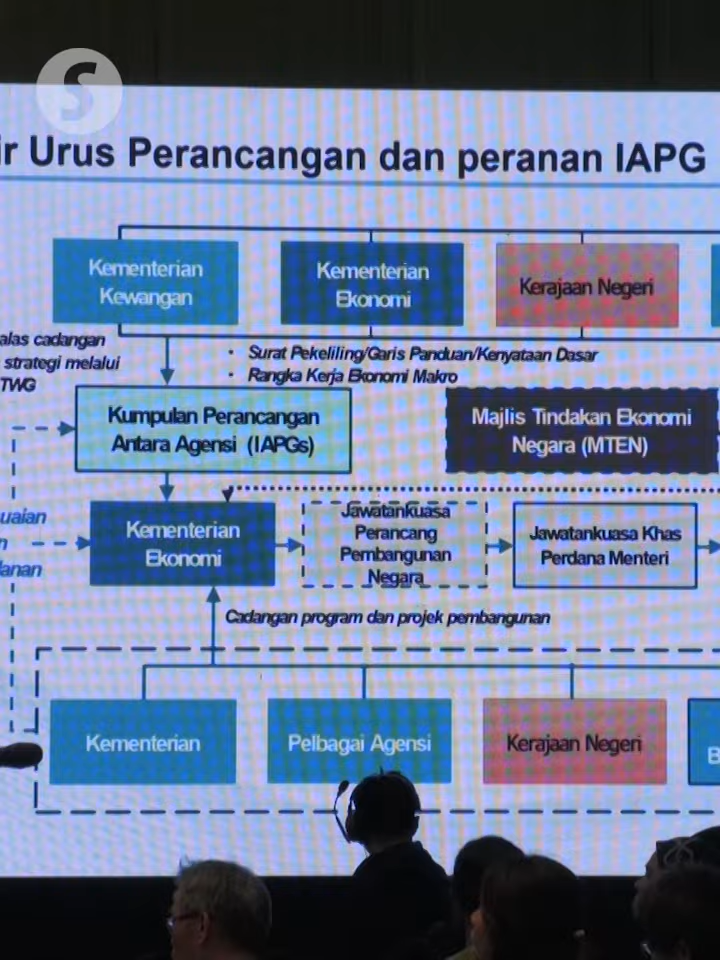 S
ir Urus Perancangan dan peranan IAPG
Kementerian
Kewangan
Kementerian
Ekonomi
Kerajaan Negeri
alas cadangan
strategi melalui
TWG
• Surat Pekeliling/Garis Panduan/Kenyataan Dasar
• Rangka Kerja Ekonomi Makro
Kumpulan Perancangan
Antara Agensi (IAPGs)
Majlis Tindakan Ekonomi
Negara (MTEN)
uaian
n
anan
Kementerian
Ekonomi
Jawatankuasa
Perancang
Pembangunan
Negara
Jawatankuasa Khas
Perdana Menteri
Cadangan program dan projek pembangunan
Kementerian
Pelbagai Agensi
Kerajaan Negeri
B